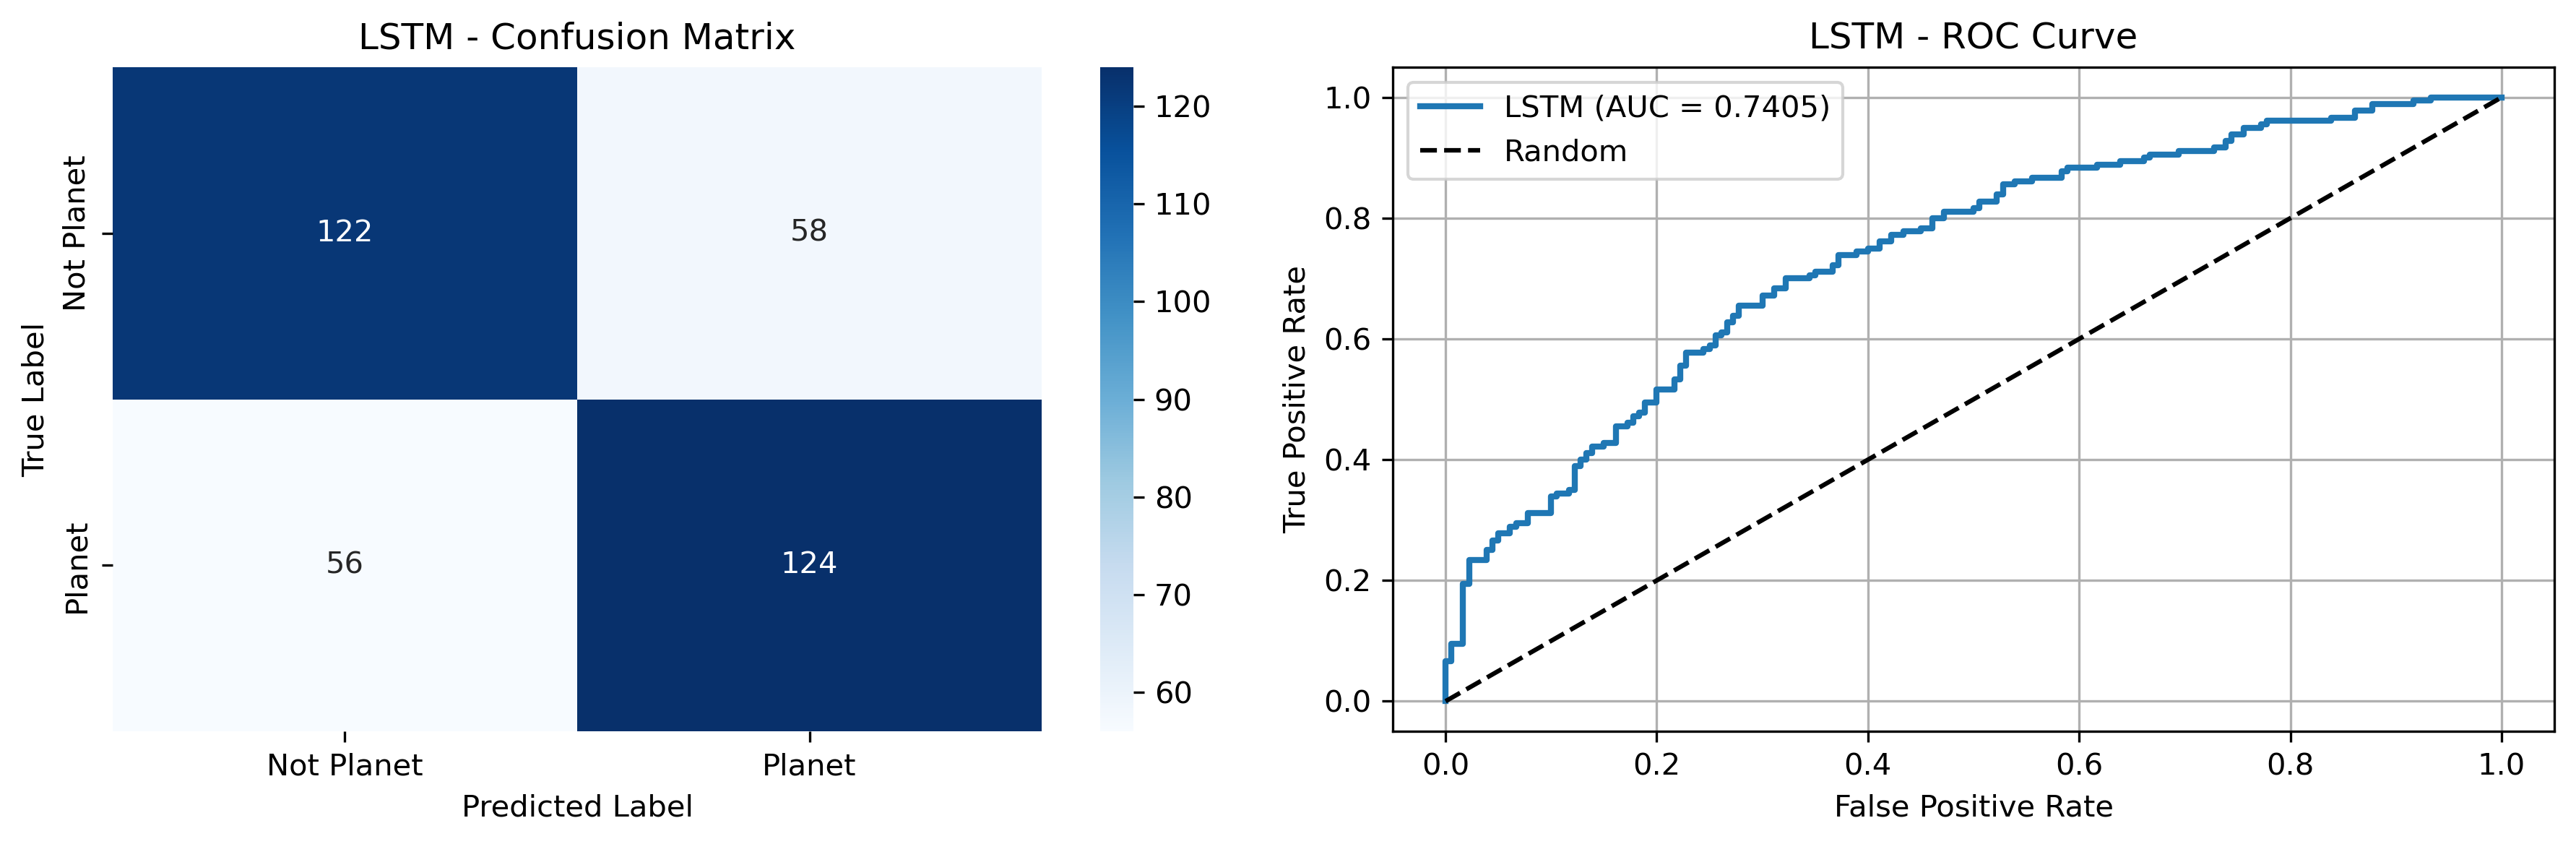 LSTM - Confusion Matrix
True Label
Not Planet
Planet
122
58
56
124
Not Planet
Planet
Predicted Label
120
110
100
90
80
70
60
LSTM - ROC Curve
LSTM (AUC = 0.7405)
Random
True Positive Rate
1.0
0.8
0.6
0.4
0.2
0.0
0.0
0.2
0.4
0.6
0.8
1.0
False Positive Rate